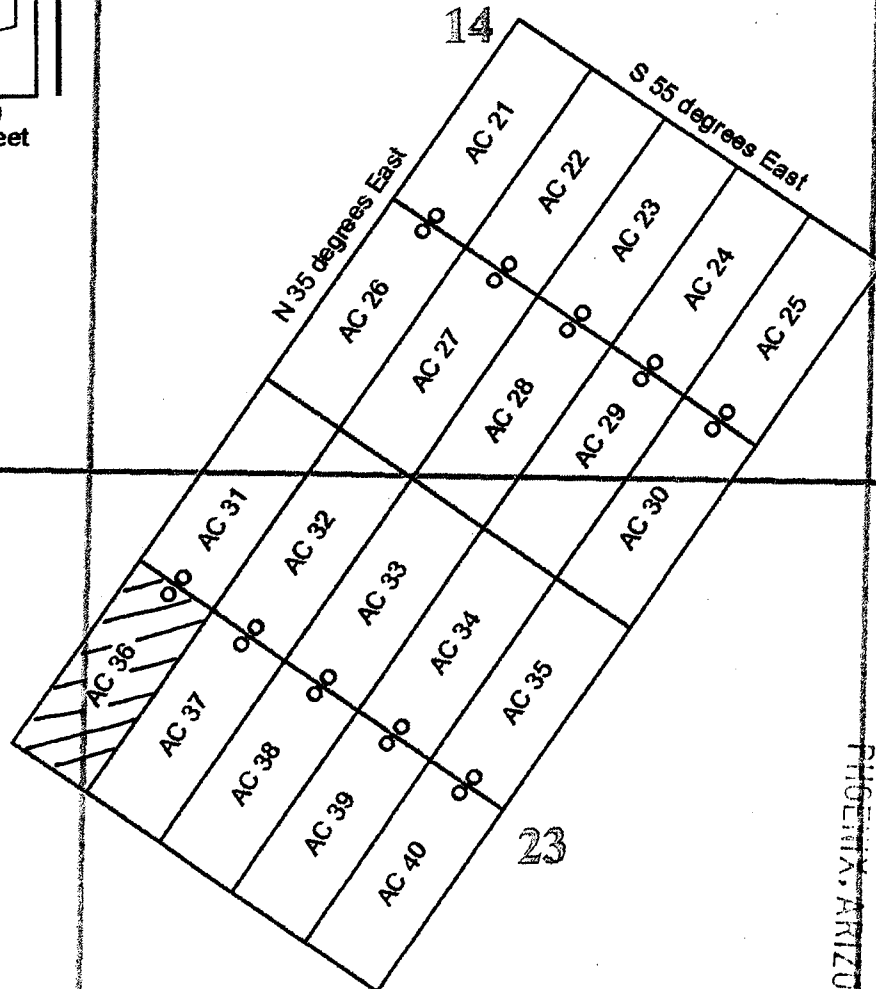 14
eet
S 55 degrees East
N 35 degrees East
AC 21
AC 22
AC 23
AC 24
AC 25
AC 26
AC 27
AC 28
AC 29
AC 30
AC 31
AC 32
AC 33
AC 34
AC 35
AC 36
AC 37
AC 38
AC 39
AC 40
23